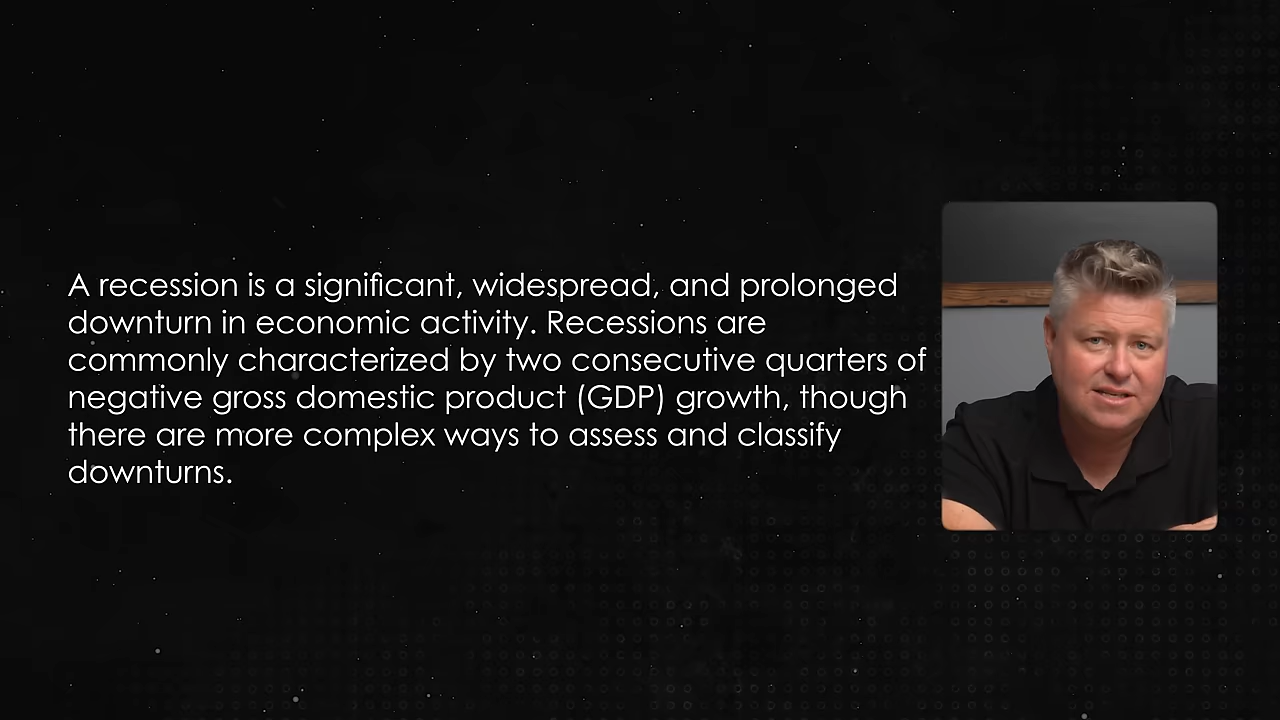 A recession is a significant, widespread, and prolonged
downturn in economic activity. Recessions are
commonly characterized by two consecutive quarters of
negative gross domestic product (GDP) growth, though
there are more complex ways to assess and classify
downturns.